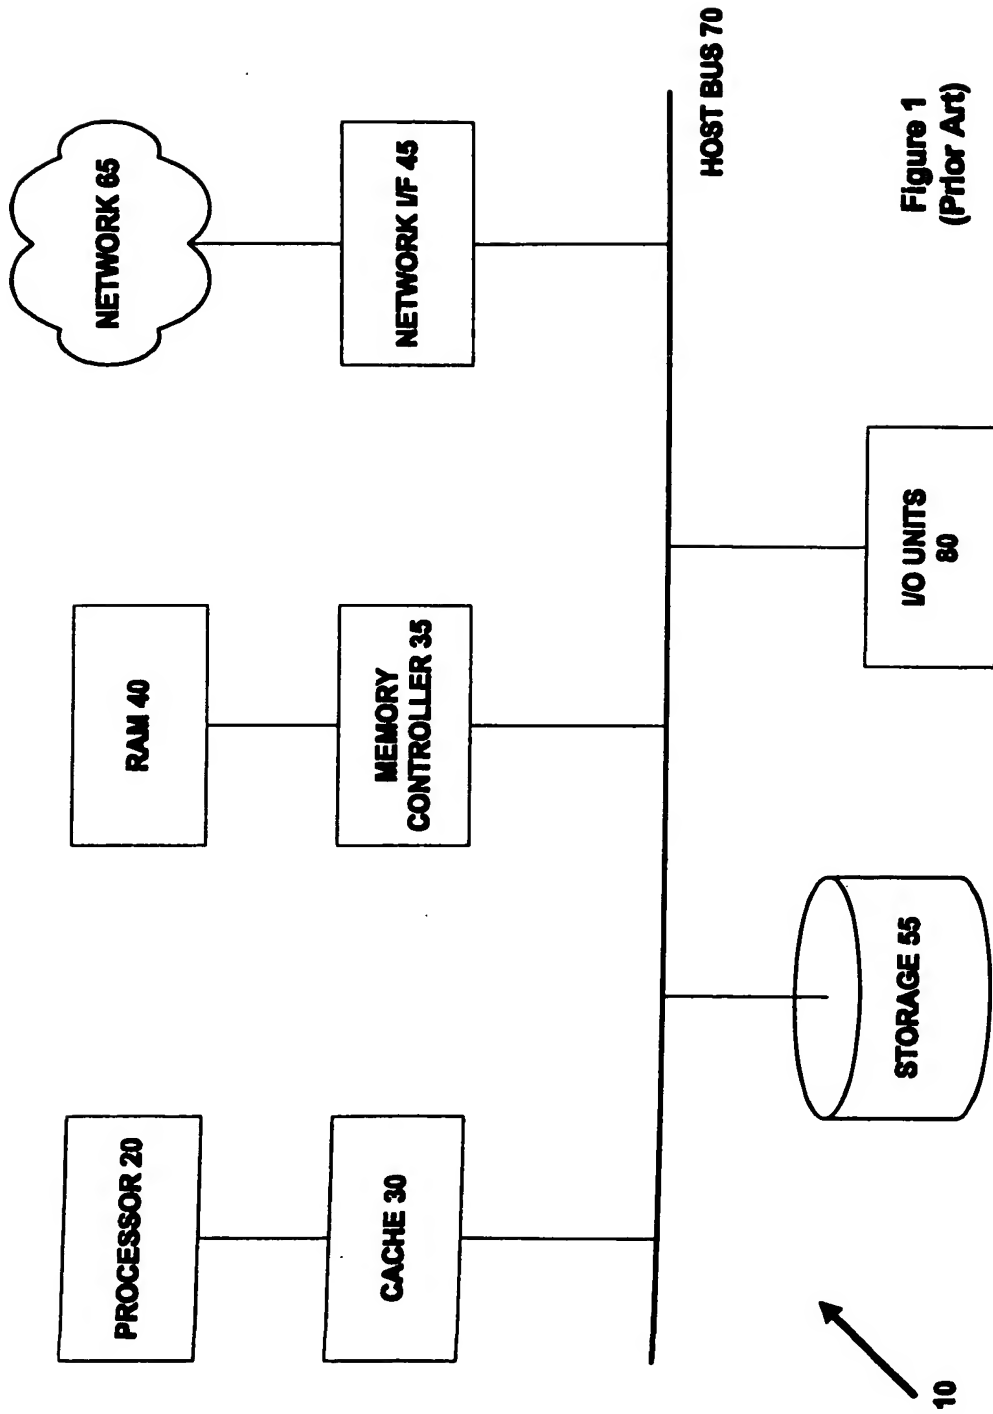 PROCESSOR 20
RAM 40
NETWORK 65
CACHE 30
MEMORY
CONTROLLER 35
NETWORK I/F 45
HOST BUS 70
STORAGE 55
I/O UNITS
80
10
Figure 1
(Prior Art)